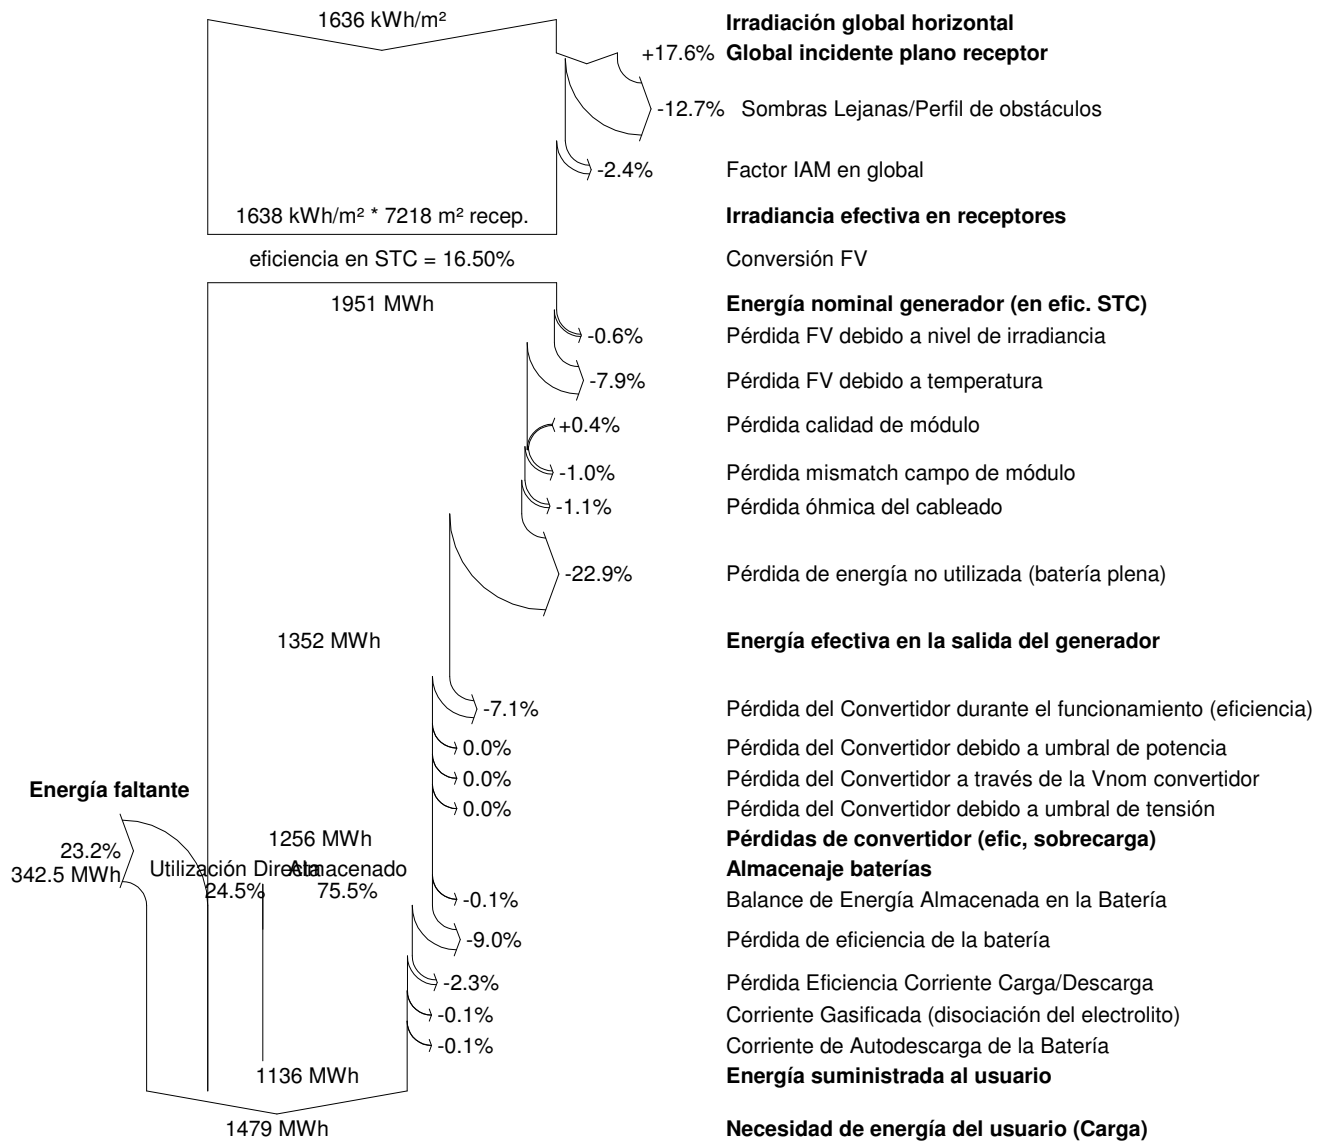 1636 kWh/m² Irradiación global horizontal
+17.6% Global incidente plano receptor
-12.7% Sombras Lejanas/Perfil de obstáculos
-2.4% Factor IAM en global
1638 kWh/m² * 7218 m² recep. Irradiancia efectiva en receptores
eficiencia en STC = 16.50% Conversión FV
1951 MWh Energía nominal generador (en efic. STC)
-0.6% Pérdida FV debido a nivel de irradiancia
-7.9% Pérdida FV debido a temperatura
+0.4% Pérdida calidad de módulo
-1.0% Pérdida mismatch campo de módulo
-1.1% Pérdida óhmica del cableado
-22.9% Pérdida de energía no utilizada (batería plena)
1352 MWh Energía efectiva en la salida del generador
-7.1% Pérdida del Convertidor durante el funcionamiento (eficiencia)
0.0% Pérdida del Convertidor debido a umbral de potencia
0.0% Pérdida del Convertidor a través de la Vnom convertidor
Energía faltante
0.0% Pérdida del Convertidor debido a umbral de tensión
1256 MWh Pérdidas de convertidor (efic, sobrecarga)
23.2%
342.5 MWh Utilización Directa Almacenado Almacenaje baterías
24.5% 75.5% -0.1% Balance de Energía Almacenada en la Batería
-9.0% Pérdida de eficiencia de la batería
-2.3% Pérdida Eficiencia Corriente Carga/Descarga
-0.1% Corriente Gasificada (disociación del electrolito)
-0.1% Corriente de Autodescarga de la Batería
1136 MWh Energía suministrada al usuario
1479 MWh Necesidad de energía del usuario (Carga)